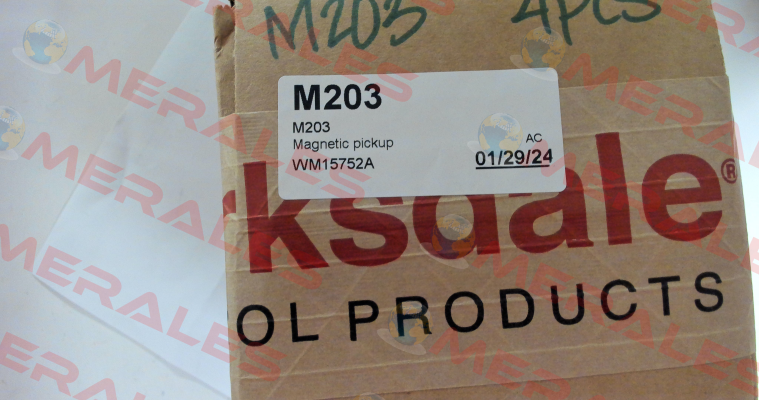 M203 4PCS
M203
M203
Magnetic pickup
AC
WM15752A
01/29/24
ksdale®
OL PRODUCTS
MERALES